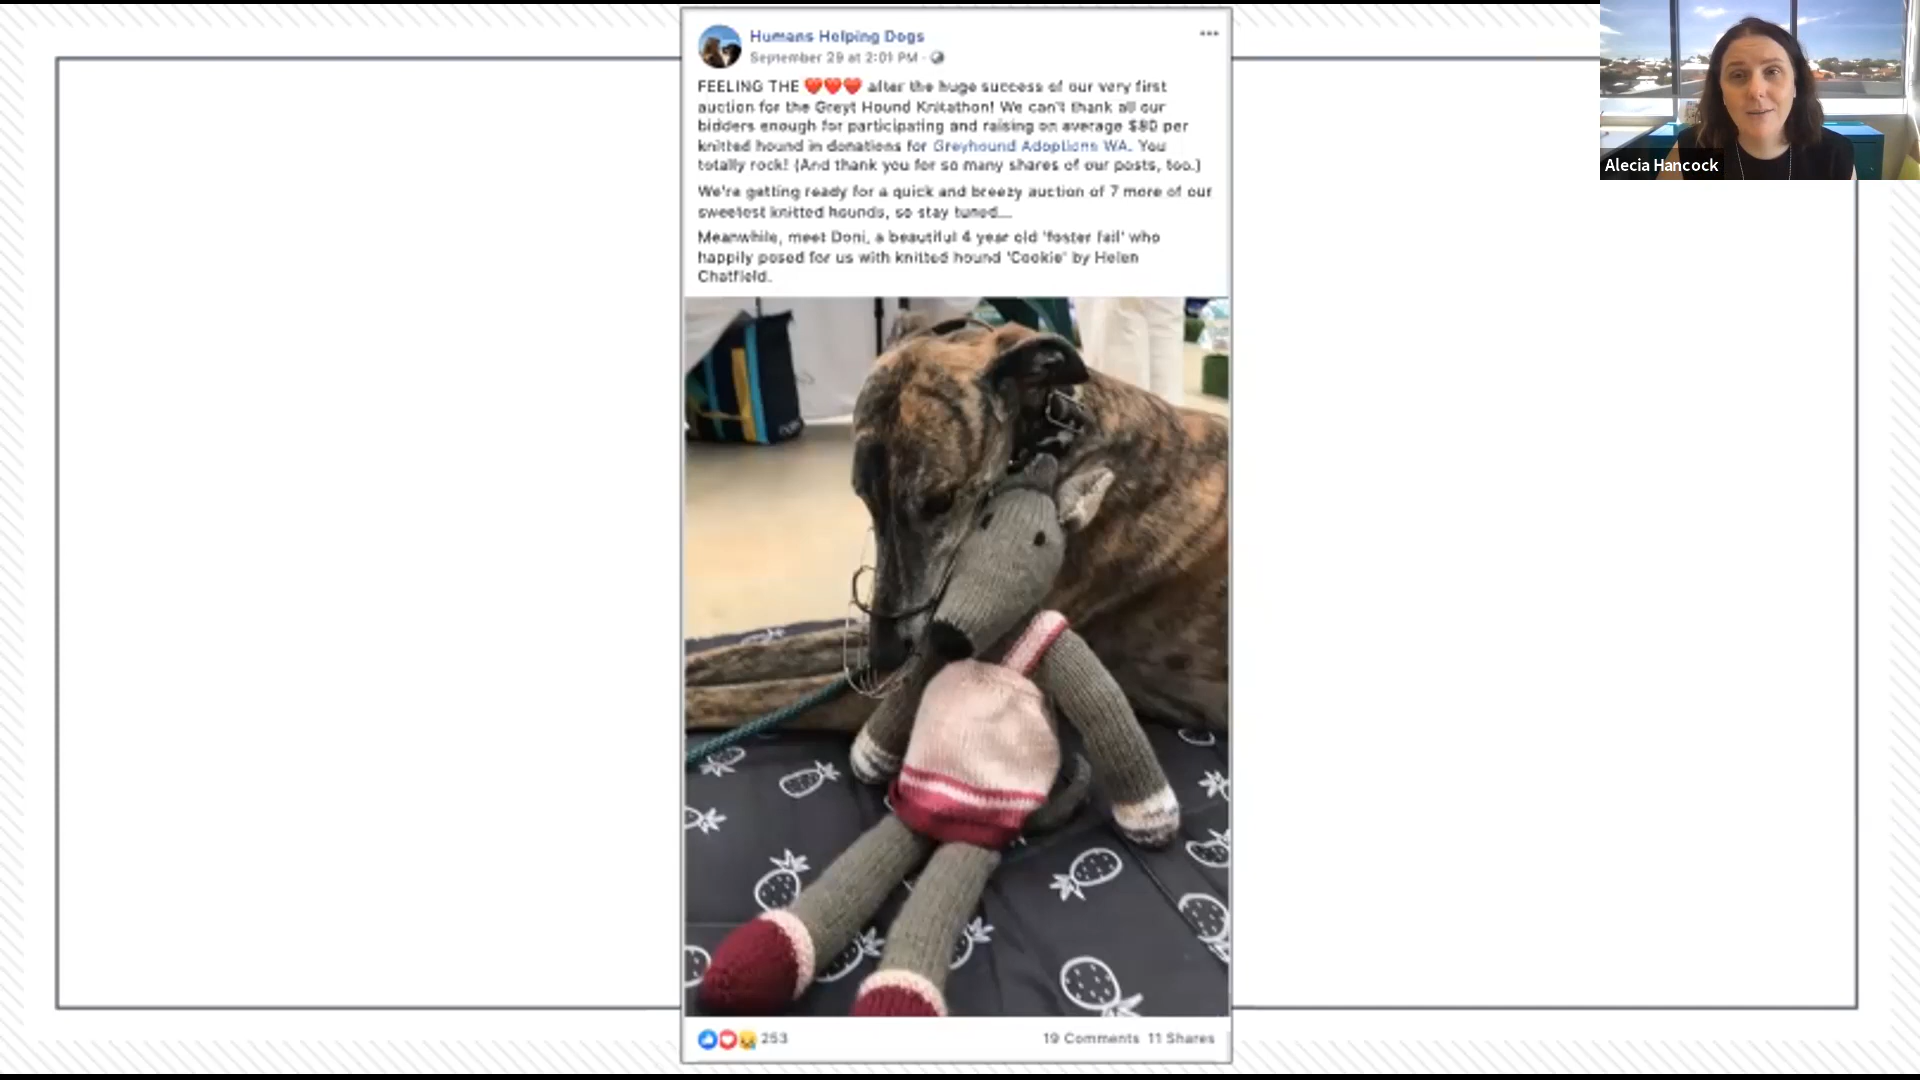 Humans Helping Dogs
September 29 at 2:01 PM ·
FEELING THE ❤️❤️❤️ after the huge success of our very first
auction for the Greyt Hound Knitathon! We can't thank all our
bidders enough for participating and raising on average $80 per
knitted hound in donations for Greyhound Adoptions WA. You
totally rock! (And thank you for so many shares of our posts, too.)
We're getting ready for a quick and breezy auction of 7 more of our
sweetest knitted hounds, so stay tuned...
Meanwhile, meet Doni, a beautiful 4 year old 'foster fail' who
happily posed for us with knitted hound 'Cookie' by Helen
Chatfield.
253
19 Comments 11 Shares
Alecia Hancock